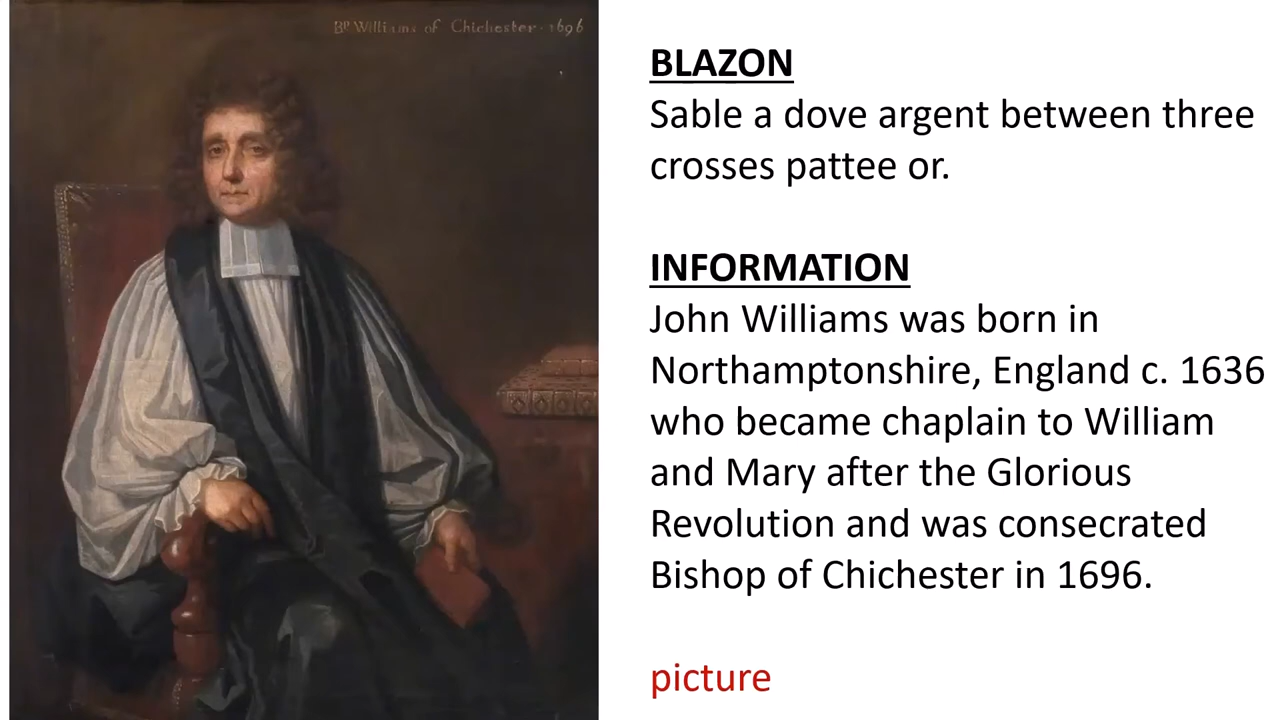 Bp Williams of Chichester · 1696
BLAZON
Sable a dove argent between three
crosses pattee or.
INFORMATION
John Williams was born in
Northamptonshire, England c. 1636
who became chaplain to William
and Mary after the Glorious
Revolution and was consecrated
Bishop of Chichester in 1696.
picture